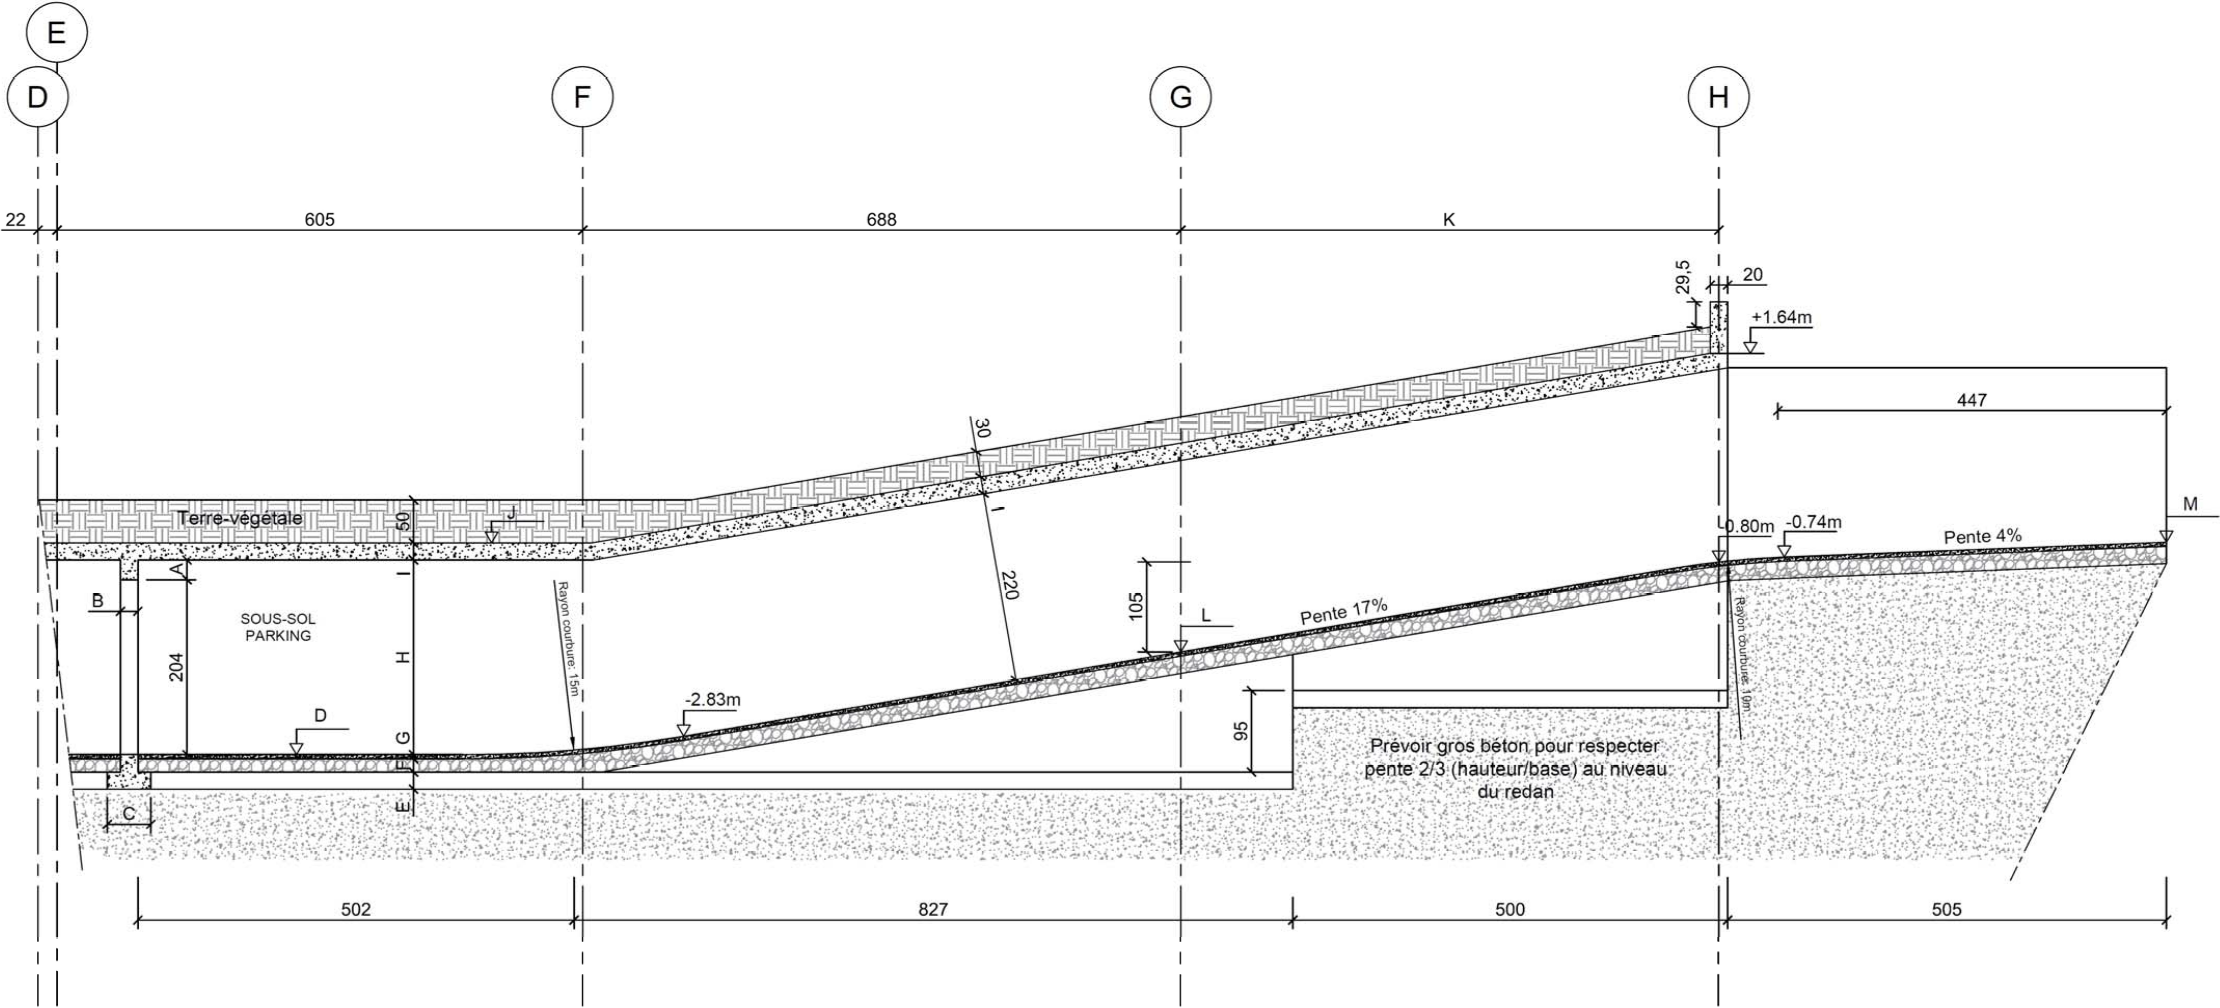 E
D
F
G
H
22
605
688
K
29,5
20
+1.64m
447
30
M
Terre-végétale
50
J
-0.80m
-0.74m
Pente 4%
A
I
I
B
SOUS-SOL
PARKING
Rayon courbure: 15m
220
105
Pente 17%
L
Rayon courbure: 10m
204
H
-2.83m
D
G
95
F
E
C
Prévoir gros béton pour respecter
pente 2/3 (hauteur/base) au niveau
du redan
502
827
500
505